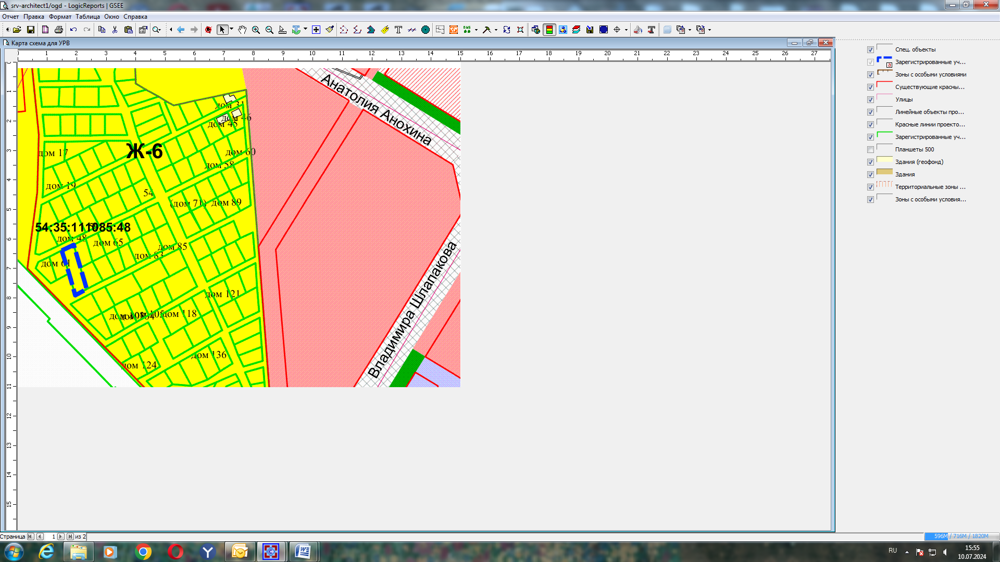 srv-architect1/ogd - LogicReports | GSEE
Отчет Правка Формат Таблица Окно Справка
Карта схема для УРВ
0 1 2 3 4 5 6 7 8 9 10 11 12 13 14 15 16 17 18 19 20 21 22 23 24 25 26 27
0
1
2
3
4
5
6
7
8
9
10
11
12
13
14
15
Анатолия Анохина
дом 31
дом 46
дом 45
Ж-6
дом 17
дом 60
дом 58
дом 19
54
(дом 71)
дом 89
54:35:111085:48
дом 48
дом 65
дом 85
дом 83
дом 61
Владимира Шлапакова
дом 121
дом 118
дом 136
дом 124
Спец. объекты
Зарегистрированные уч...
Зоны с особыми условиями
Существующие красны...
Улицы
Линейные объекты про...
Красные линии проекто...
Зарегистрированные уч...
Планшеты 500
Здания (геофонд)
Здания
Территориальные зоны ...
Зоны с особыми условия...
Страница 1 из 2
596M / 716M / 1820M
RU
15:55
10.07.2024